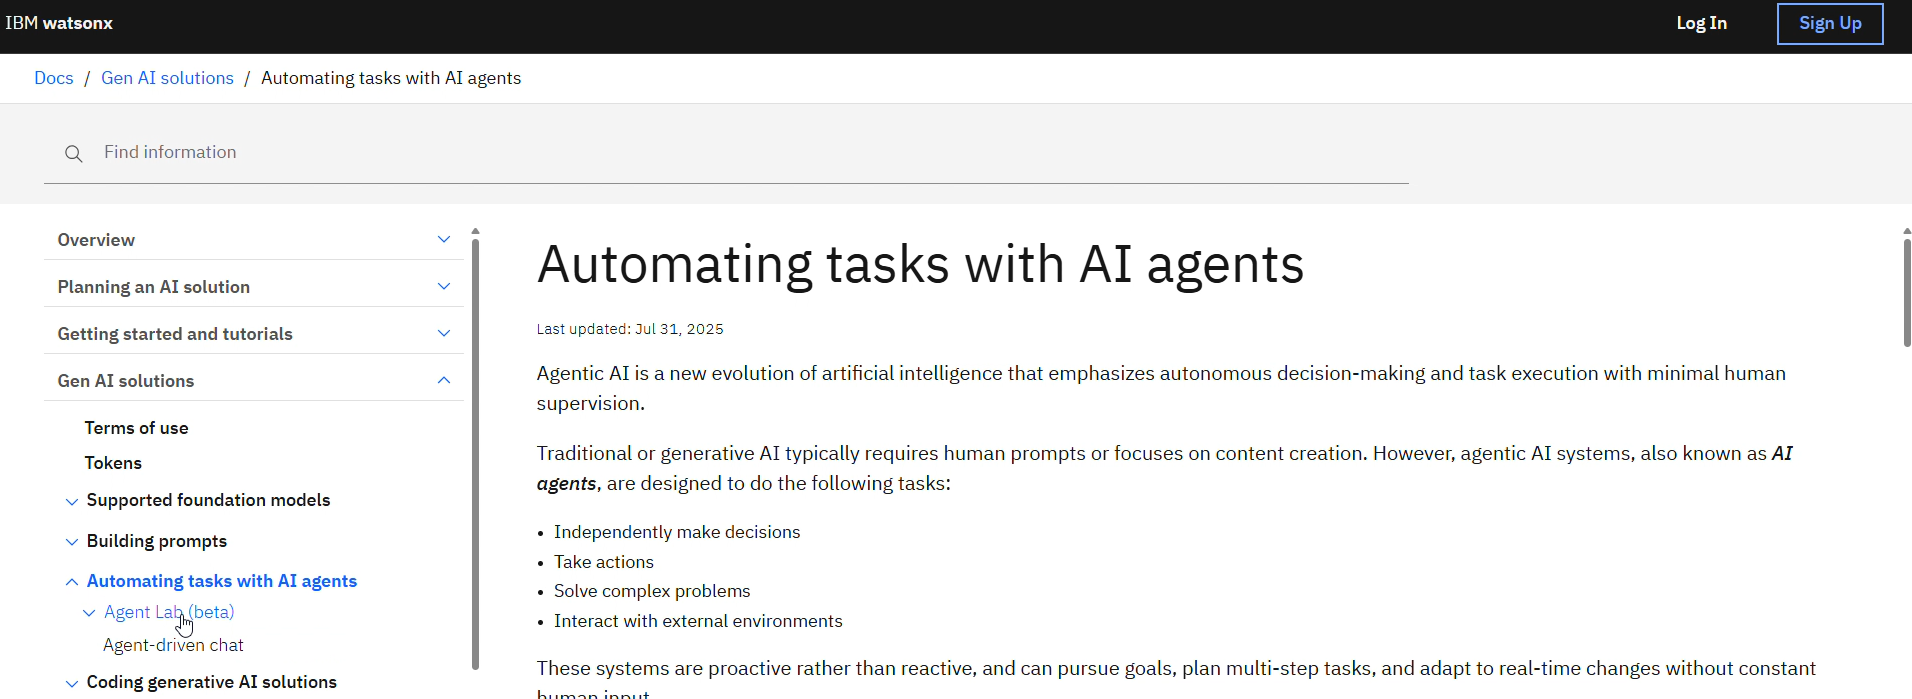 IBM watsonx
Log In
Sign Up
Docs / Gen AI solutions / Automating tasks with AI agents
Find information
Overview
Planning an AI solution
Getting started and tutorials
Gen AI solutions
Terms of use
Tokens
Supported foundation models
Building prompts
Automating tasks with AI agents
Agent Lab (beta)
Agent-driven chat
Coding generative AI solutions
Automating tasks with AI agents
Last updated: Jul 31, 2025
Agentic AI is a new evolution of artificial intelligence that emphasizes autonomous decision-making and task execution with minimal human
supervision.
Traditional or generative AI typically requires human prompts or focuses on content creation. However, agentic AI systems, also known as AI
agents, are designed to do the following tasks:
• Independently make decisions
• Take actions
• Solve complex problems
• Interact with external environments
These systems are proactive rather than reactive, and can pursue goals, plan multi-step tasks, and adapt to real-time changes without constant
human input.